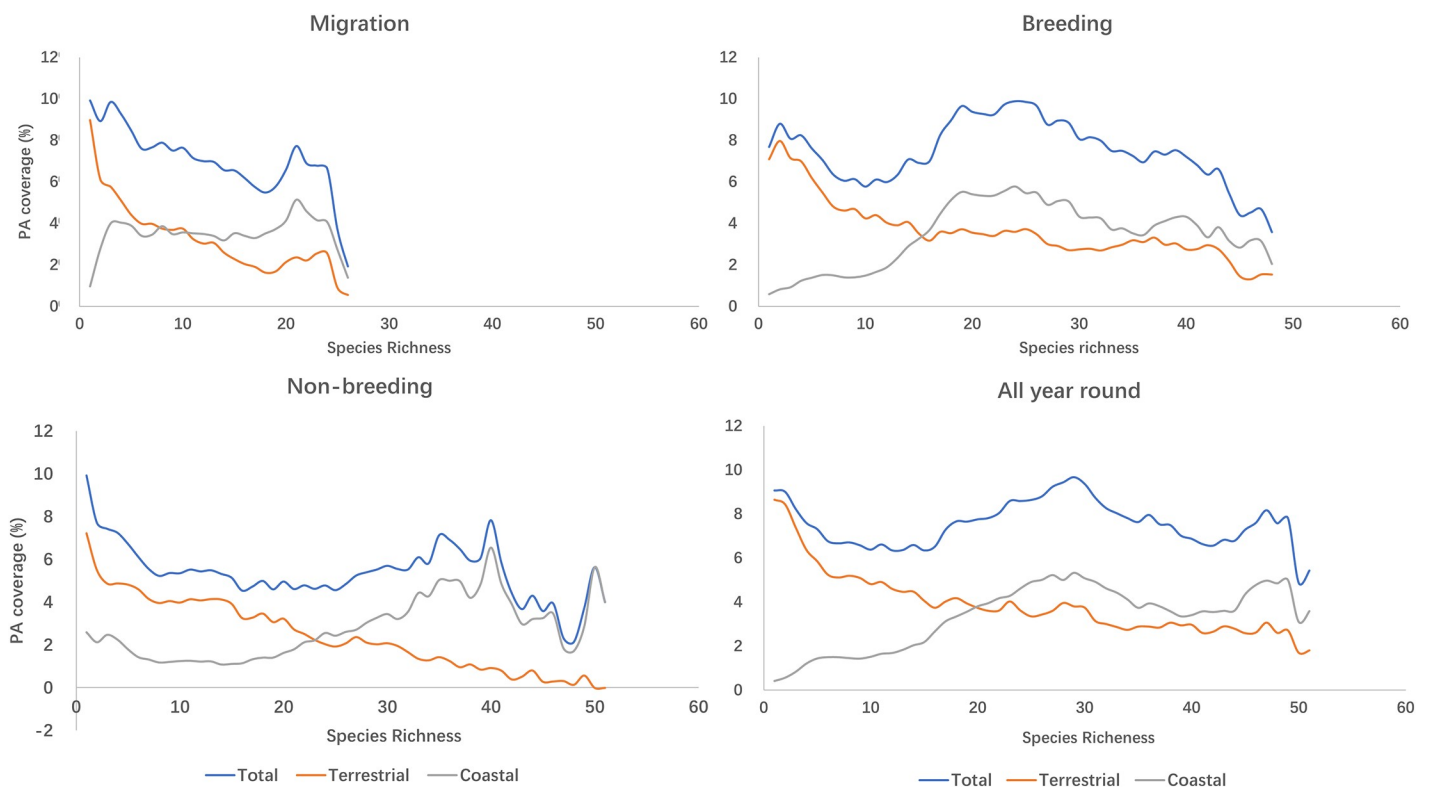 Migration
12
10
8
6
4
2
0
PA coverage (%)
0 10 20 30 40 50 60
Species Richness
Breeding
12
10
8
6
4
2
0
0 10 20 30 40 50 60
Species richness
Non-breeding
12
10
8
6
4
2
0
-2
PA coverage (%)
0 10 20 30 40 50 60
Species Richness
Total Terrestrial Coastal
All year round
12
10
8
6
4
2
0
0 10 20 30 40 50 60
Species Richeness
Total Terrestrial Coastal